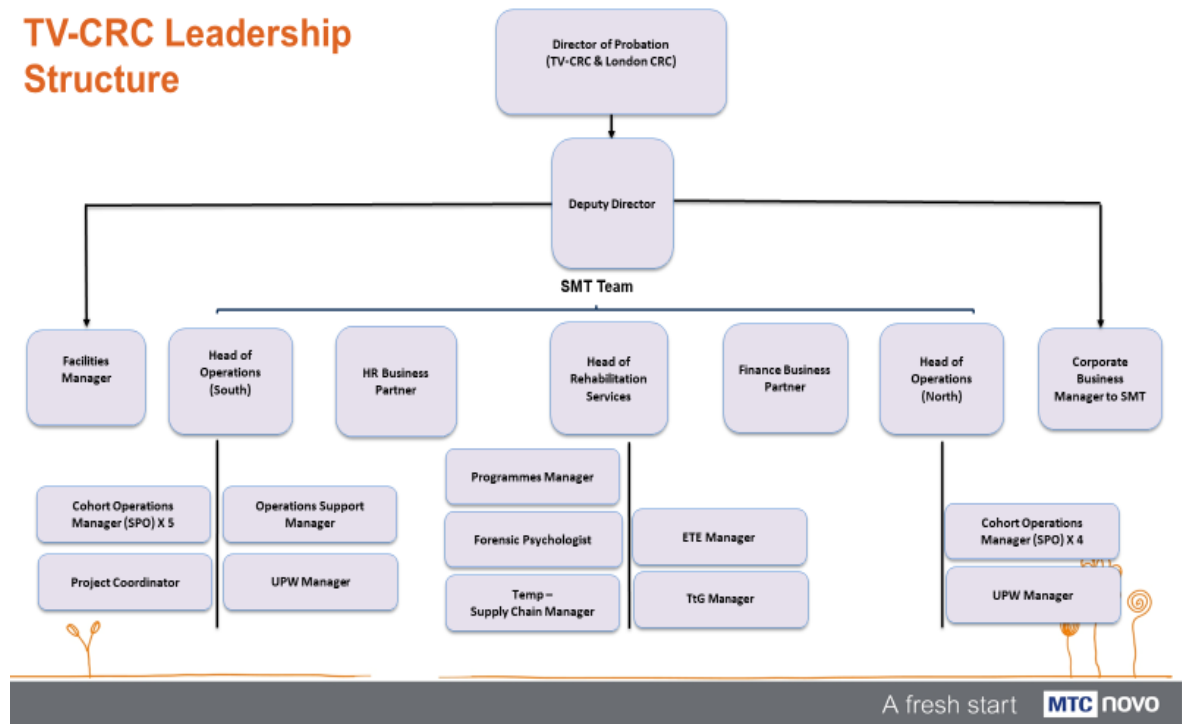 TV-CRC Leadership
Structure
Director of Probation
(TV-CRC & London CRC)
Deputy Director
SMT Team
Facilities
Manager
Head of
Operations
(South)
HR Business
Partner
Head of
Rehabilitation
Services
Finance Business
Partner
Head of
Operations
(North)
Corporate
Business
Manager to SMT
Cohort Operations
Manager (SPO) X 5
Operations Support
Manager
Project Coordinator
UPW Manager
Programmes Manager
Forensic Psychologist
Temp –
Supply Chain Manager
ETE Manager
TtG Manager
Cohort Operations
Manager (SPO) X 4
UPW Manager
A fresh start
MTC novo